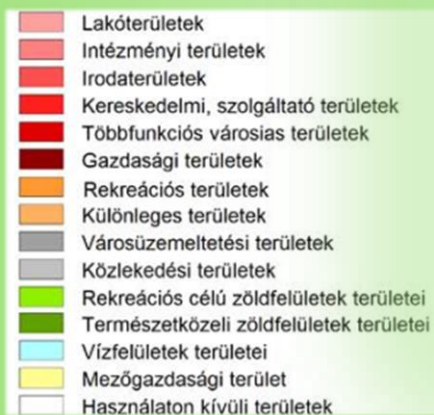 Lakóterületek
Intézményi területek
Irodaterületek
Kereskedelmi, szolgáltató területek
Többfunkciós városias területek
Gazdasági területek
Rekreációs területek
Különleges területek
Városüzemeltetési területek
Közlekedési területek
Rekreációs célú zöldfelületek területei
Természetközeli zöldfelületek területei
Vízfelületek területei
Mezőgazdasági terület
Használaton kívüli területek